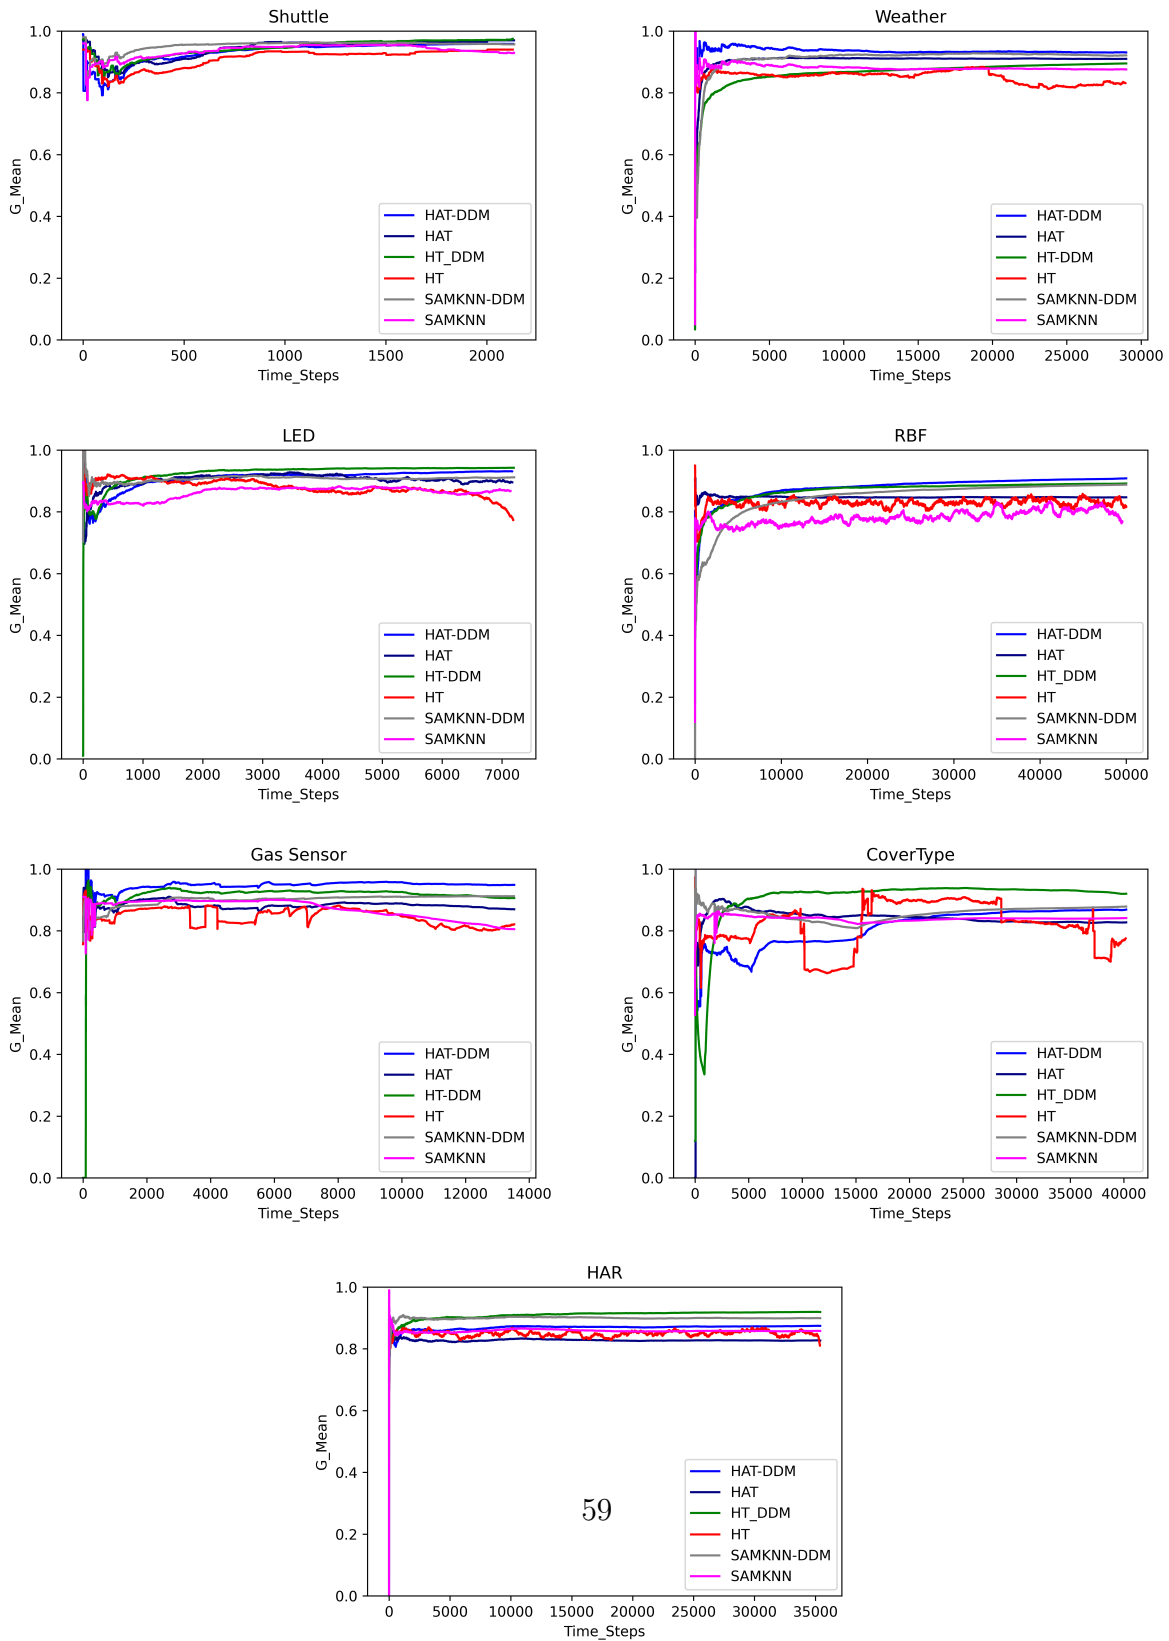 Shuttle
1.0
0.8
0.6
0.4
0.2
0.0
G_Mean
HAT-DDM
HAT
HT_DDM
HT
SAMKNN-DDM
SAMKNN
0 500 1000 1500 2000
Time_Steps
Weather
1.0
0.8
0.6
0.4
0.2
0.0
G_Mean
HAT-DDM
HAT
HT-DDM
HT
SAMKNN-DDM
SAMKNN
0 5000 10000 15000 20000 25000 30000
Time_Steps
LED
1.0
0.8
0.6
0.4
0.2
0.0
G_Mean
HAT-DDM
HAT
HT-DDM
HT
SAMKNN-DDM
SAMKNN
0 1000 2000 3000 4000 5000 6000 7000
Time_Steps
RBF
1.0
0.8
0.6
0.4
0.2
0.0
G_Mean
HAT-DDM
HAT
HT_DDM
HT
SAMKNN-DDM
SAMKNN
0 10000 20000 30000 40000 50000
Time_Steps
Gas Sensor
1.0
0.8
0.6
0.4
0.2
0.0
G_Mean
HAT-DDM
HAT
HT-DDM
HT
SAMKNN-DDM
SAMKNN
0 2000 4000 6000 8000 10000 12000 14000
Time_Steps
CoverType
1.0
0.8
0.6
0.4
0.2
0.0
G_Mean
HAT-DDM
HAT
HT_DDM
HT
SAMKNN-DDM
SAMKNN
0 5000 10000 15000 20000 25000 30000 35000 40000
Time_Steps
HAR
1.0
0.8
0.6
0.4
0.2
0.0
G_Mean
HAT-DDM
HAT
HT_DDM
HT
SAMKNN-DDM
SAMKNN
59
0 5000 10000 15000 20000 25000 30000 35000
Time_Steps